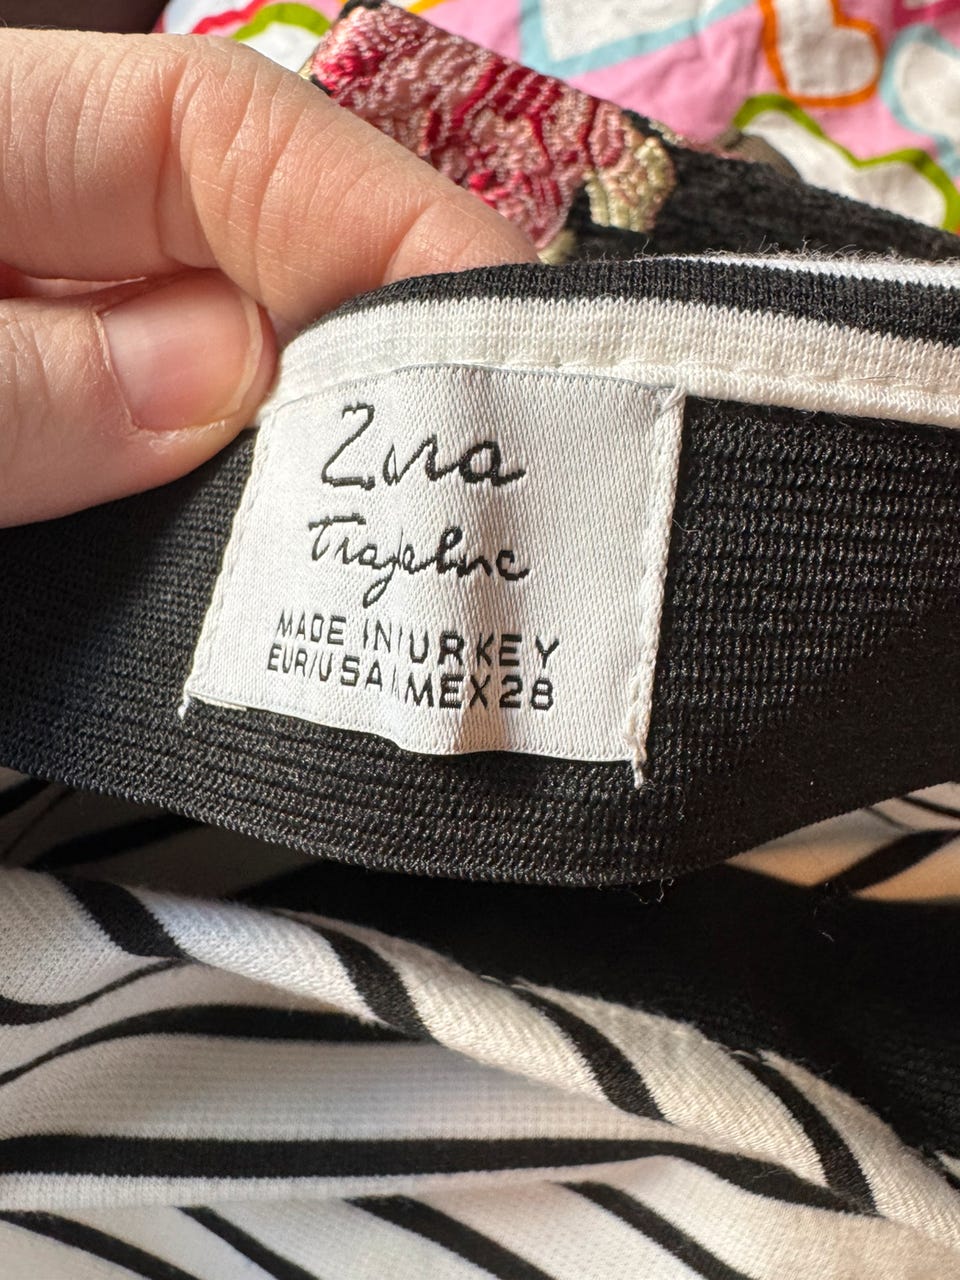 Zara
Trafaluc
MADE IN TURKEY
EUR/USA MEX 28